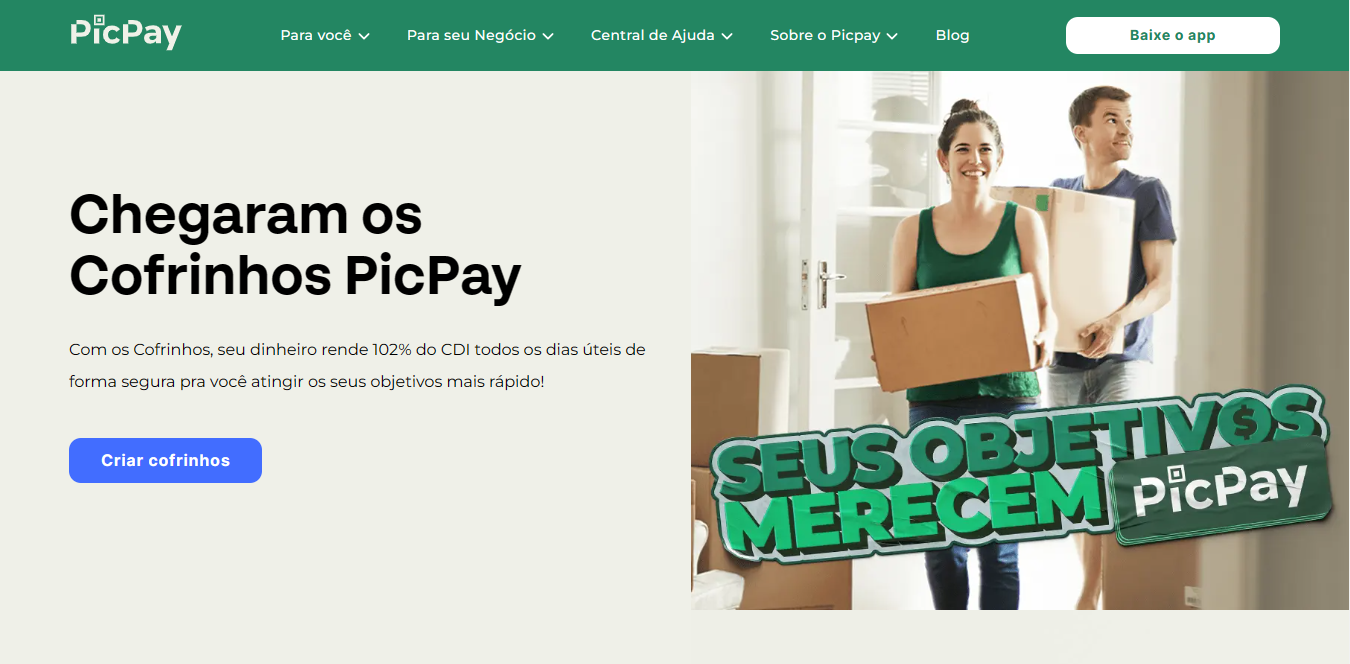 PicPay
Para você
Para seu Negócio
Central de Ajuda
Sobre o Picpay
Blog
Baixe o app
Chegaram os
Cofrinhos PicPay
Com os Cofrinhos, seu dinheiro rende 102% do CDI todos os dias úteis de
forma segura pra você atingir os seus objetivos mais rápido!
Criar cofrinhos
SEUS OBJETIV$S
MERECEM PicPay